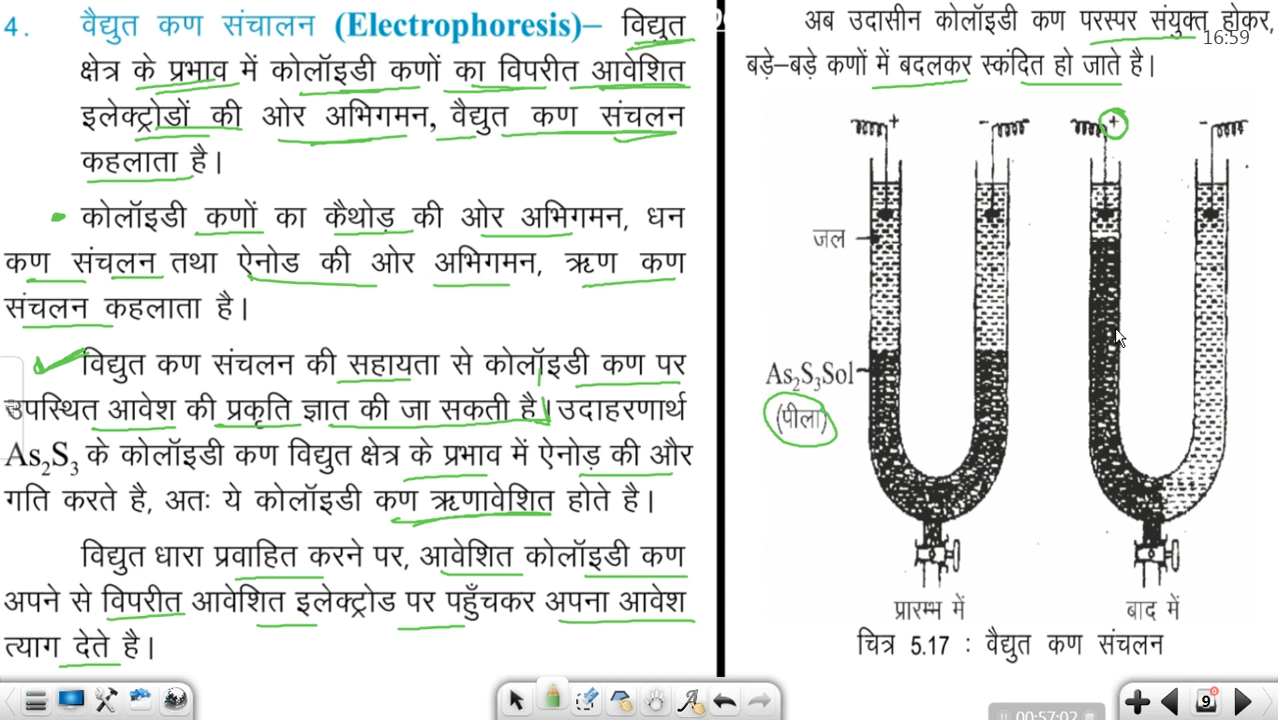 4. वैद्युत कण संचालन (Electrophoresis)– विद्युत
क्षेत्र के प्रभाव में कोलॉइडी कणों का विपरीत आवेशित
इलेक्ट्रोडों की ओर अभिगमन, वैद्युत कण संचलन
कहलाता है।
• कोलॉइडी कणों का कैथोड़ की ओर अभिगमन, धन
कण संचलन तथा ऐनोड की ओर अभिगमन, ऋण कण
संचलन कहलाता है।
विद्युत कण संचलन की सहायता से कोलॉइडी कण पर
उपस्थित आवेश की प्रकृति ज्ञात की जा सकती है। उदाहरणार्थ
As₂S₃ के कोलॉइडी कण विद्युत क्षेत्र के प्रभाव में ऐनोड़ की और
गति करते है, अतः ये कोलॉइडी कण ऋणावेशित होते है।
विद्युत धारा प्रवाहित करने पर, आवेशित कोलॉइडी कण
अपने से विपरीत आवेशित इलेक्ट्रोड पर पहुँचकर अपना आवेश
त्याग देते है।
अब उदासीन कोलॉइडी कण परस्पर संयुक्त होकर,
16:59
बड़े–बड़े कणों में बदलकर स्कंदित हो जाते है।
+ - + -
जल
As₂S₃Sol
(पीला)
प्रारम्भ में बाद में
चित्र 5.17 : वैद्युत कण संचलन
9
00:57:02